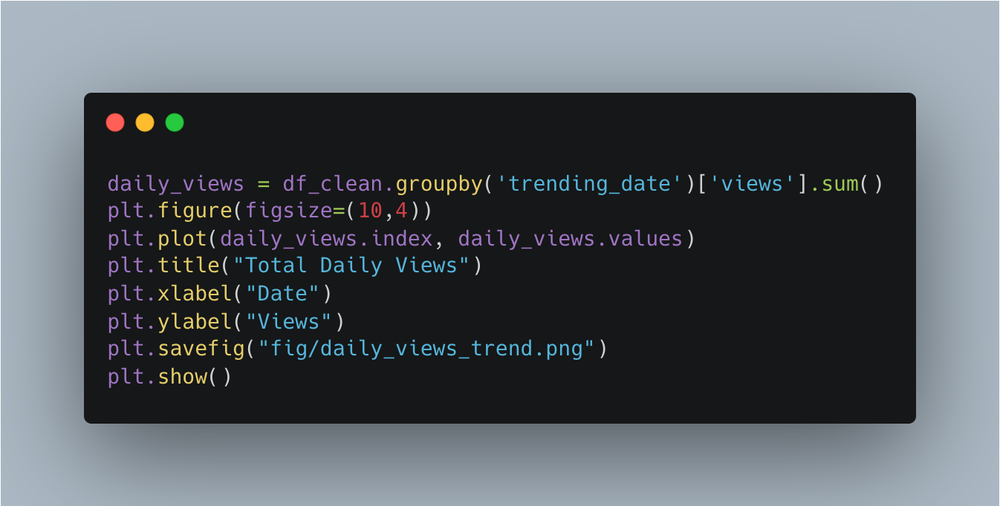 daily_views = df_clean.groupby('trending_date')['views'].sum()
plt.figure(figsize=(10,4))
plt.plot(daily_views.index, daily_views.values)
plt.title("Total Daily Views")
plt.xlabel("Date")
plt.ylabel("Views")
plt.savefig("fig/daily_views_trend.png")
plt.show()